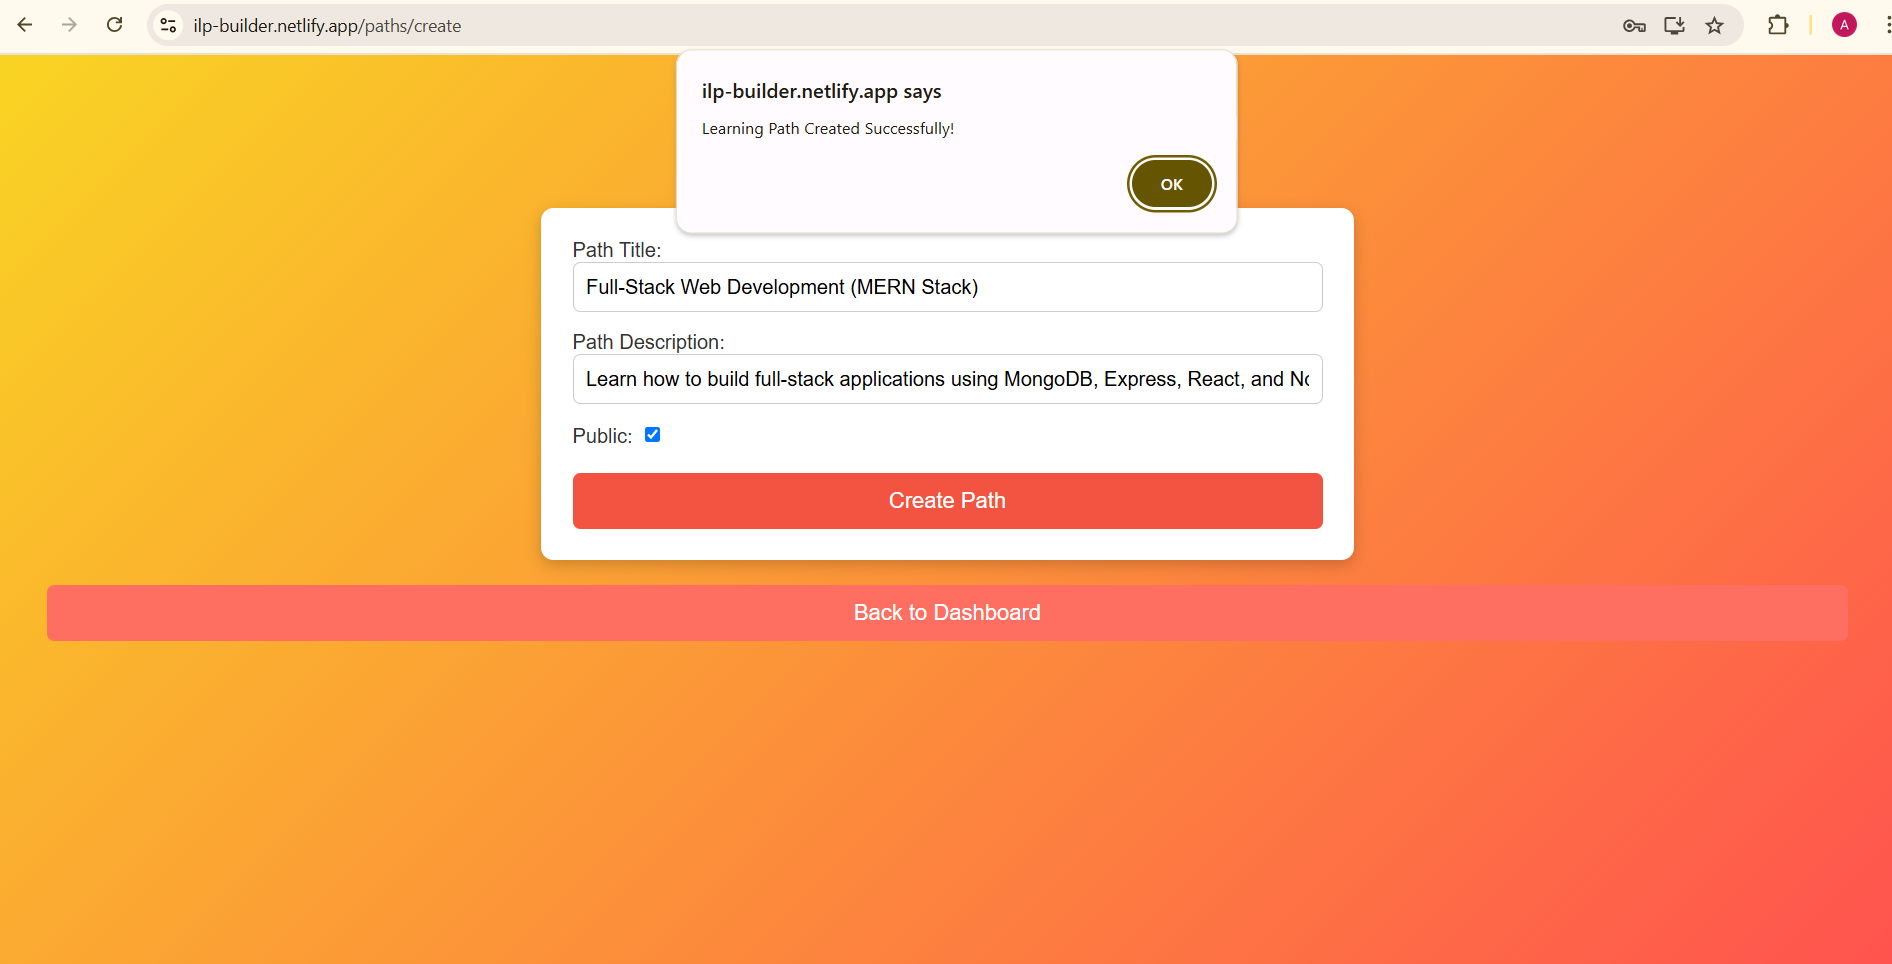 ilp-builder.netlify.app/paths/create
A
ilp-builder.netlify.app says
Learning Path Created Successfully!
OK
Path Title:
Full-Stack Web Development (MERN Stack)
Path Description:
Learn how to build full-stack applications using MongoDB, Express, React, and
Public:
Create Path
Back to Dashboard